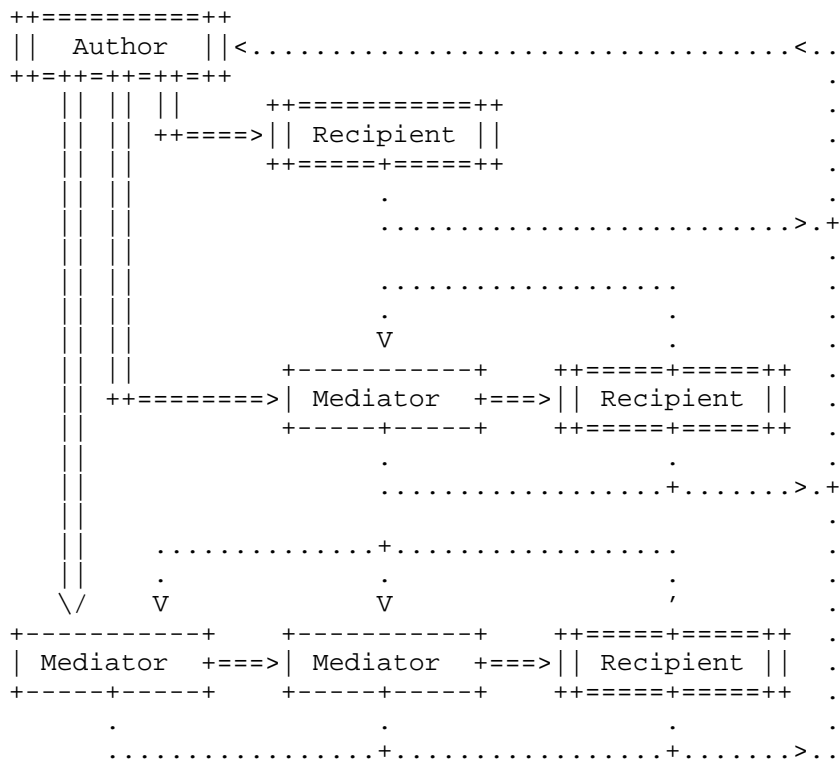 ++==========++
||  Author  ||<..................................<..
++=++=++=++=++                                     .
   || || ||     ++===========++                    .
   || || ++====>|| Recipient ||                    .
   || ||        ++=====+=====++                    .
   || ||               .                           .
   || ||               ..........................>.+
   || ||                                           .
   || ||               ...................         .
   || ||               .                 .         .
   || ||               V                 .         .
   || ||         +-----------+    ++=====+=====++  .
   || ++========>| Mediator  +===>|| Recipient ||  .
   ||            +-----+-----+    ++=====+=====++  .
   ||                  .                 .         .
   ||                  ..................+.......>.+
   ||                                              .
   ||    ..............+..................         .
   ||    .             .                 .         .
   \/    V             V                 '         .
+-----------+    +-----------+    ++=====+=====++  .
| Mediator  +===>| Mediator  +===>|| Recipient ||  .
+-----+-----+    +-----+-----+    ++=====+=====++  .
      .                .                 .         .
      .................+.................+.......>..